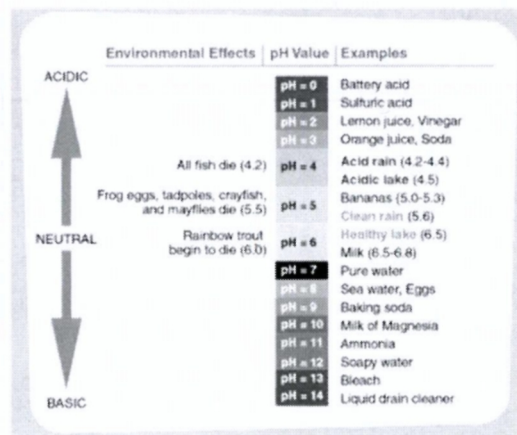 Environmental Effects pH Value Examples
ACIDIC
pH = 0 Battery acid
pH = 1 Sulfuric acid
pH = 2 Lemon juice, Vinegar
pH = 3 Orange juice, Soda
All fish die (4.2) pH = 4 Acid rain (4.2-4.4)
Acidic lake (4.5)
Frog eggs, tadpoles, crayfish,
and mayflies die (5.5) pH = 5 Bananas (5.0-5.3)
Clean rain (5.6)
NEUTRAL
Rainbow trout
begin to die (6.0) pH = 6 Healthy lake (6.5)
Milk (6.5-6.8)
pH = 7 Pure water
pH = 8 Sea water, Eggs
pH = 9 Baking soda
pH = 10 Milk of Magnesia
pH = 11 Ammonia
pH = 12 Soapy water
pH = 13 Bleach
pH = 14 Liquid drain cleaner
BASIC